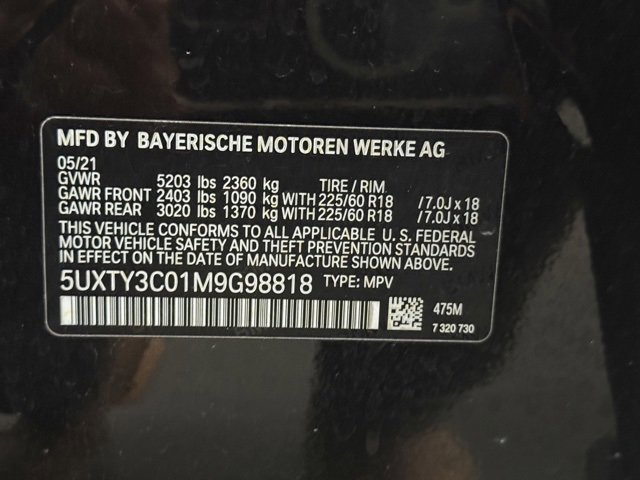 MFD BY BAYERISCHE MOTOREN WERKE AG
05/21
GVWR 5203 lbs 2360 kg TIRE / RIM
GAWR FRONT 2403 lbs 1090 kg WITH 225/60 R18 / 7.0J x 18
GAWR REAR 3020 lbs 1370 kg WITH 225/60 R18 / 7.0J x 18
THIS VEHICLE CONFORMS TO ALL APPLICABLE U. S. FEDERAL
MOTOR VEHICLE SAFETY AND THEFT PREVENTION STANDARDS
IN EFFECT ON THE DATE OF MANUFACTURE SHOWN ABOVE.
5UXTY3C01M9G98818 TYPE: MPV
475M
7 320 730